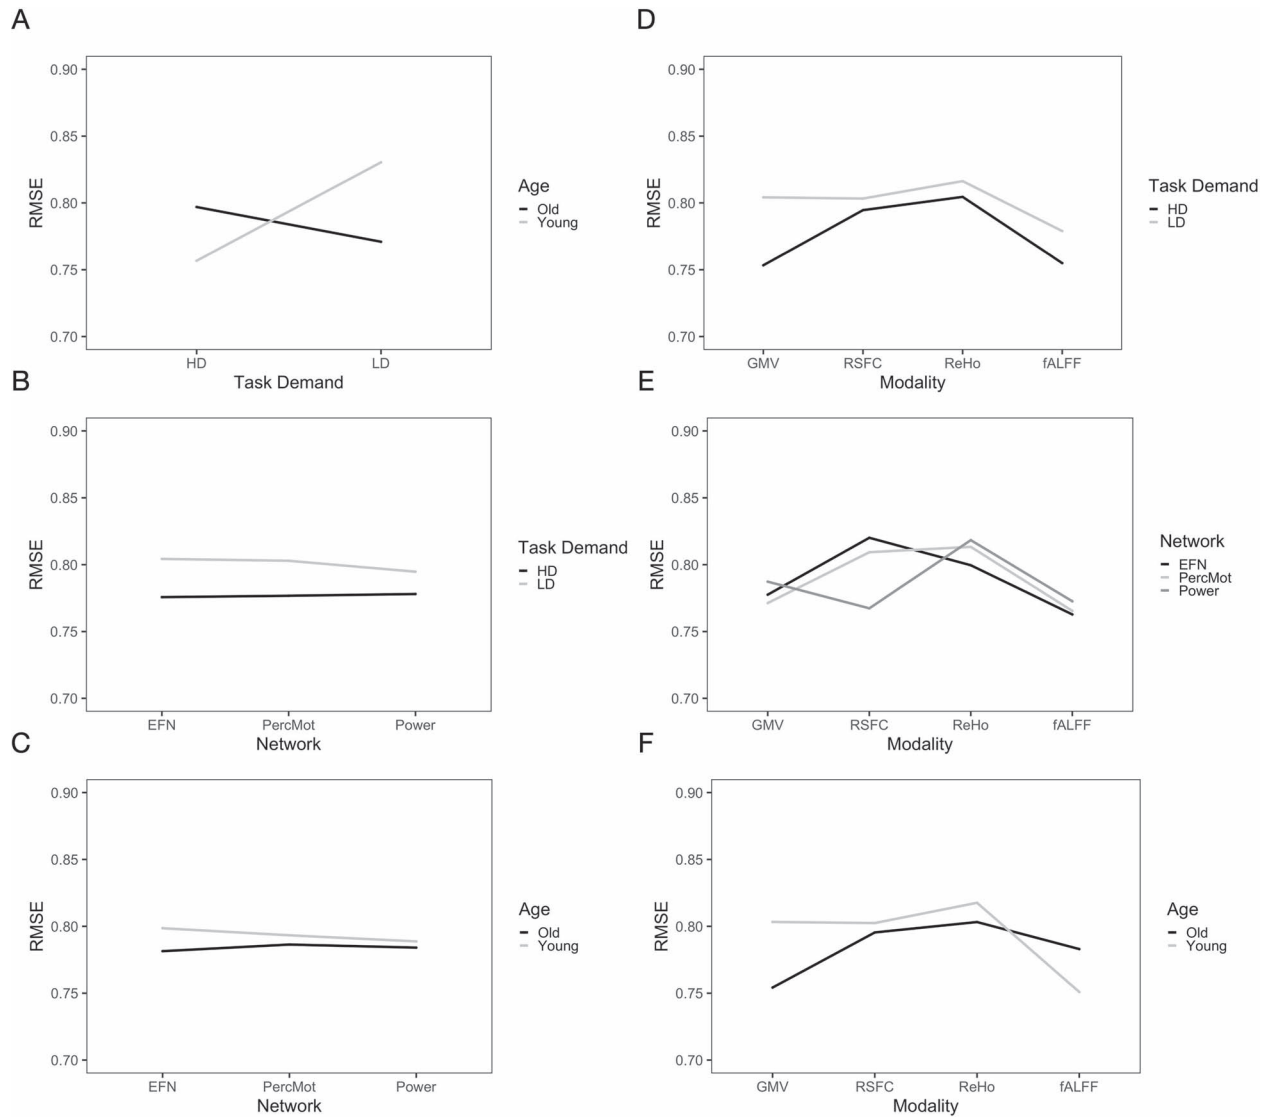 A
RMSE
0.90
0.85
0.80
0.75
0.70
HD
LD
Task Demand
Age
Old
Young
B
RMSE
0.90
0.85
0.80
0.75
0.70
EFN
PercMot
Power
Network
Task Demand
HD
LD
C
RMSE
0.90
0.85
0.80
0.75
0.70
EFN
PercMot
Power
Network
Age
Old
Young
D
RMSE
0.90
0.85
0.80
0.75
0.70
GMV
RSFC
ReHo
fALFF
Modality
Task Demand
HD
LD
E
RMSE
0.90
0.85
0.80
0.75
0.70
GMV
RSFC
ReHo
fALFF
Modality
Network
EFN
PercMot
Power
F
RMSE
0.90
0.85
0.80
0.75
0.70
GMV
RSFC
ReHo
fALFF
Modality
Age
Old
Young